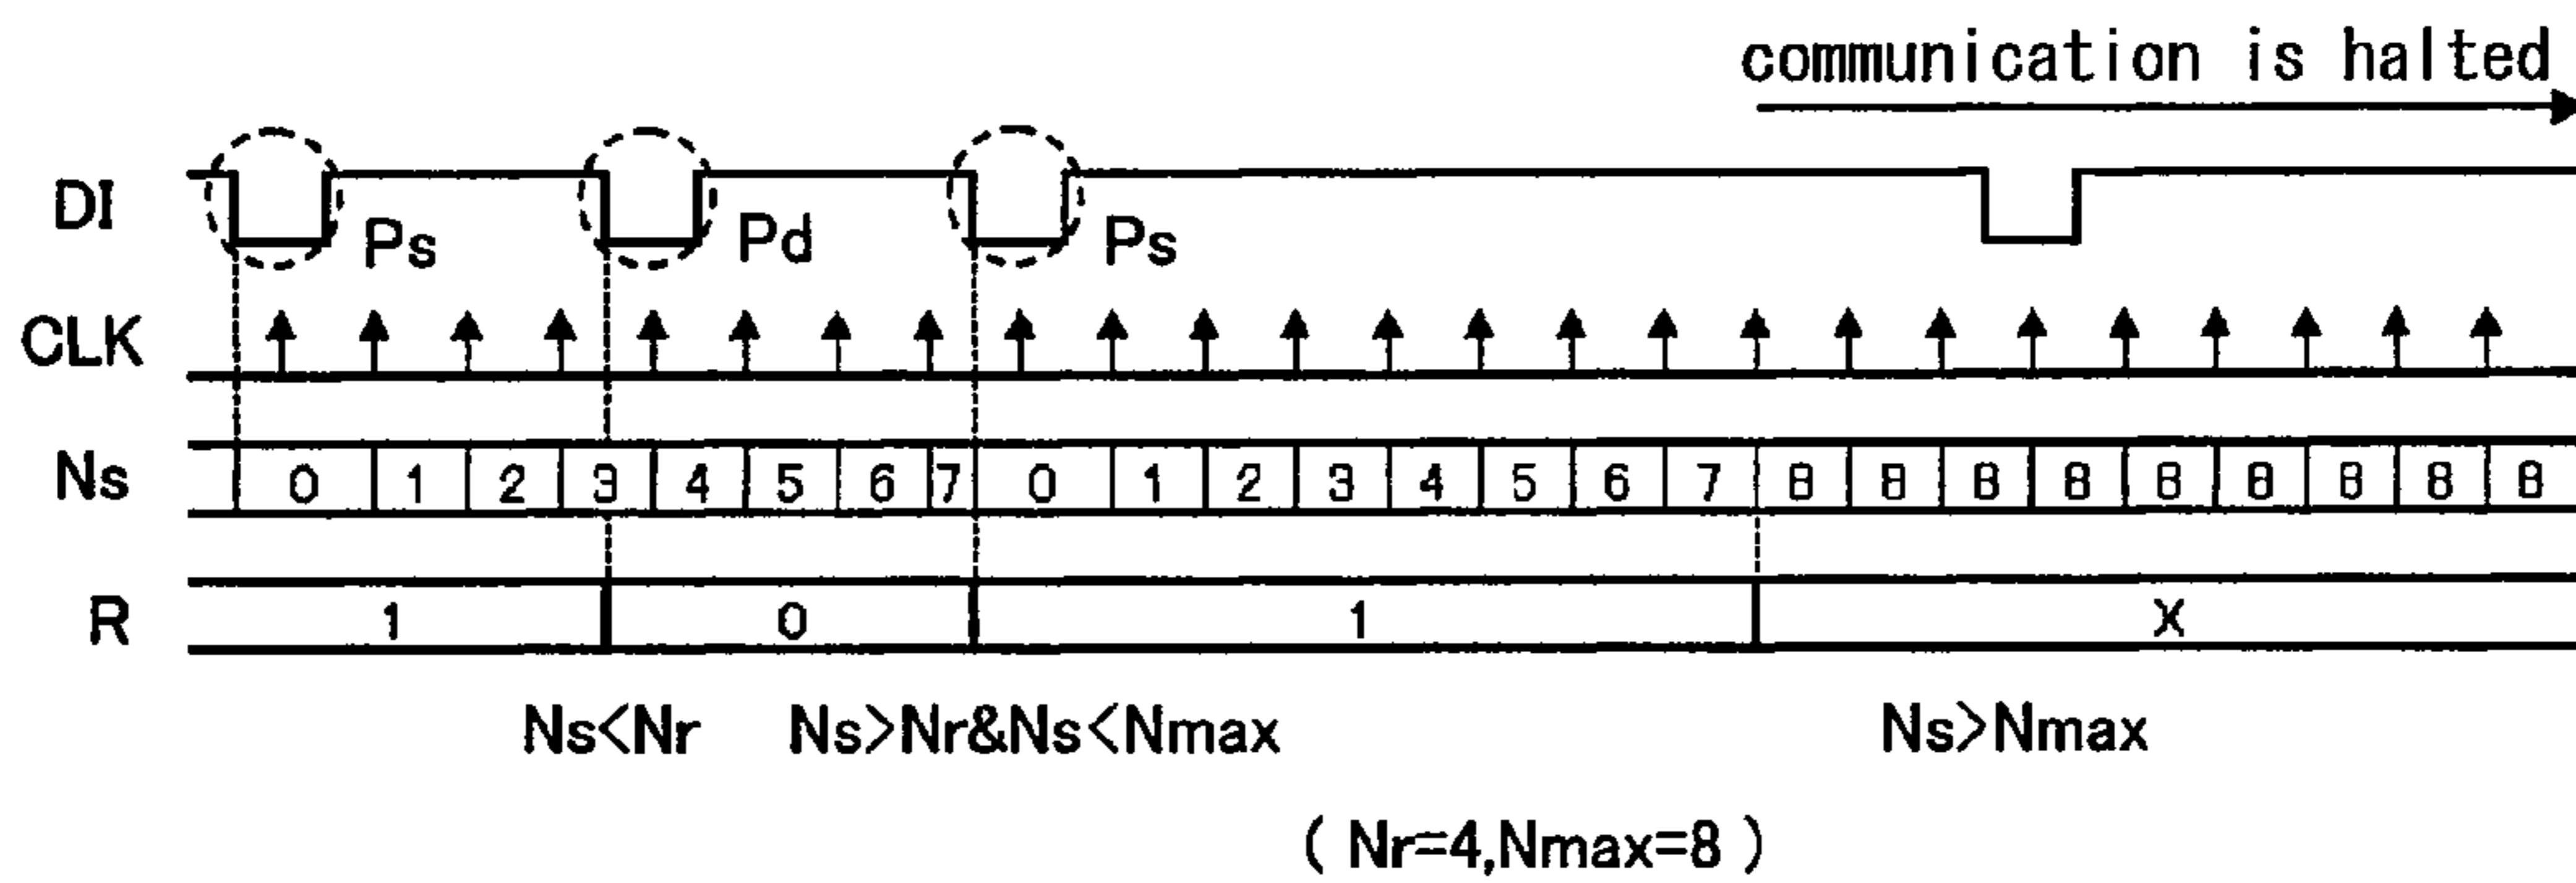 communication is halted
DI Ps Pd Ps
CLK
Ns 0 1 2 3 4 5 6 7 0 1 2 3 4 5 6 7 8 8 8 8 8 8 8 8 8
R 1 0 1 X
Ns<Nr Ns>Nr&Ns<Nmax Ns>Nmax
( Nr=4,Nmax=8 )